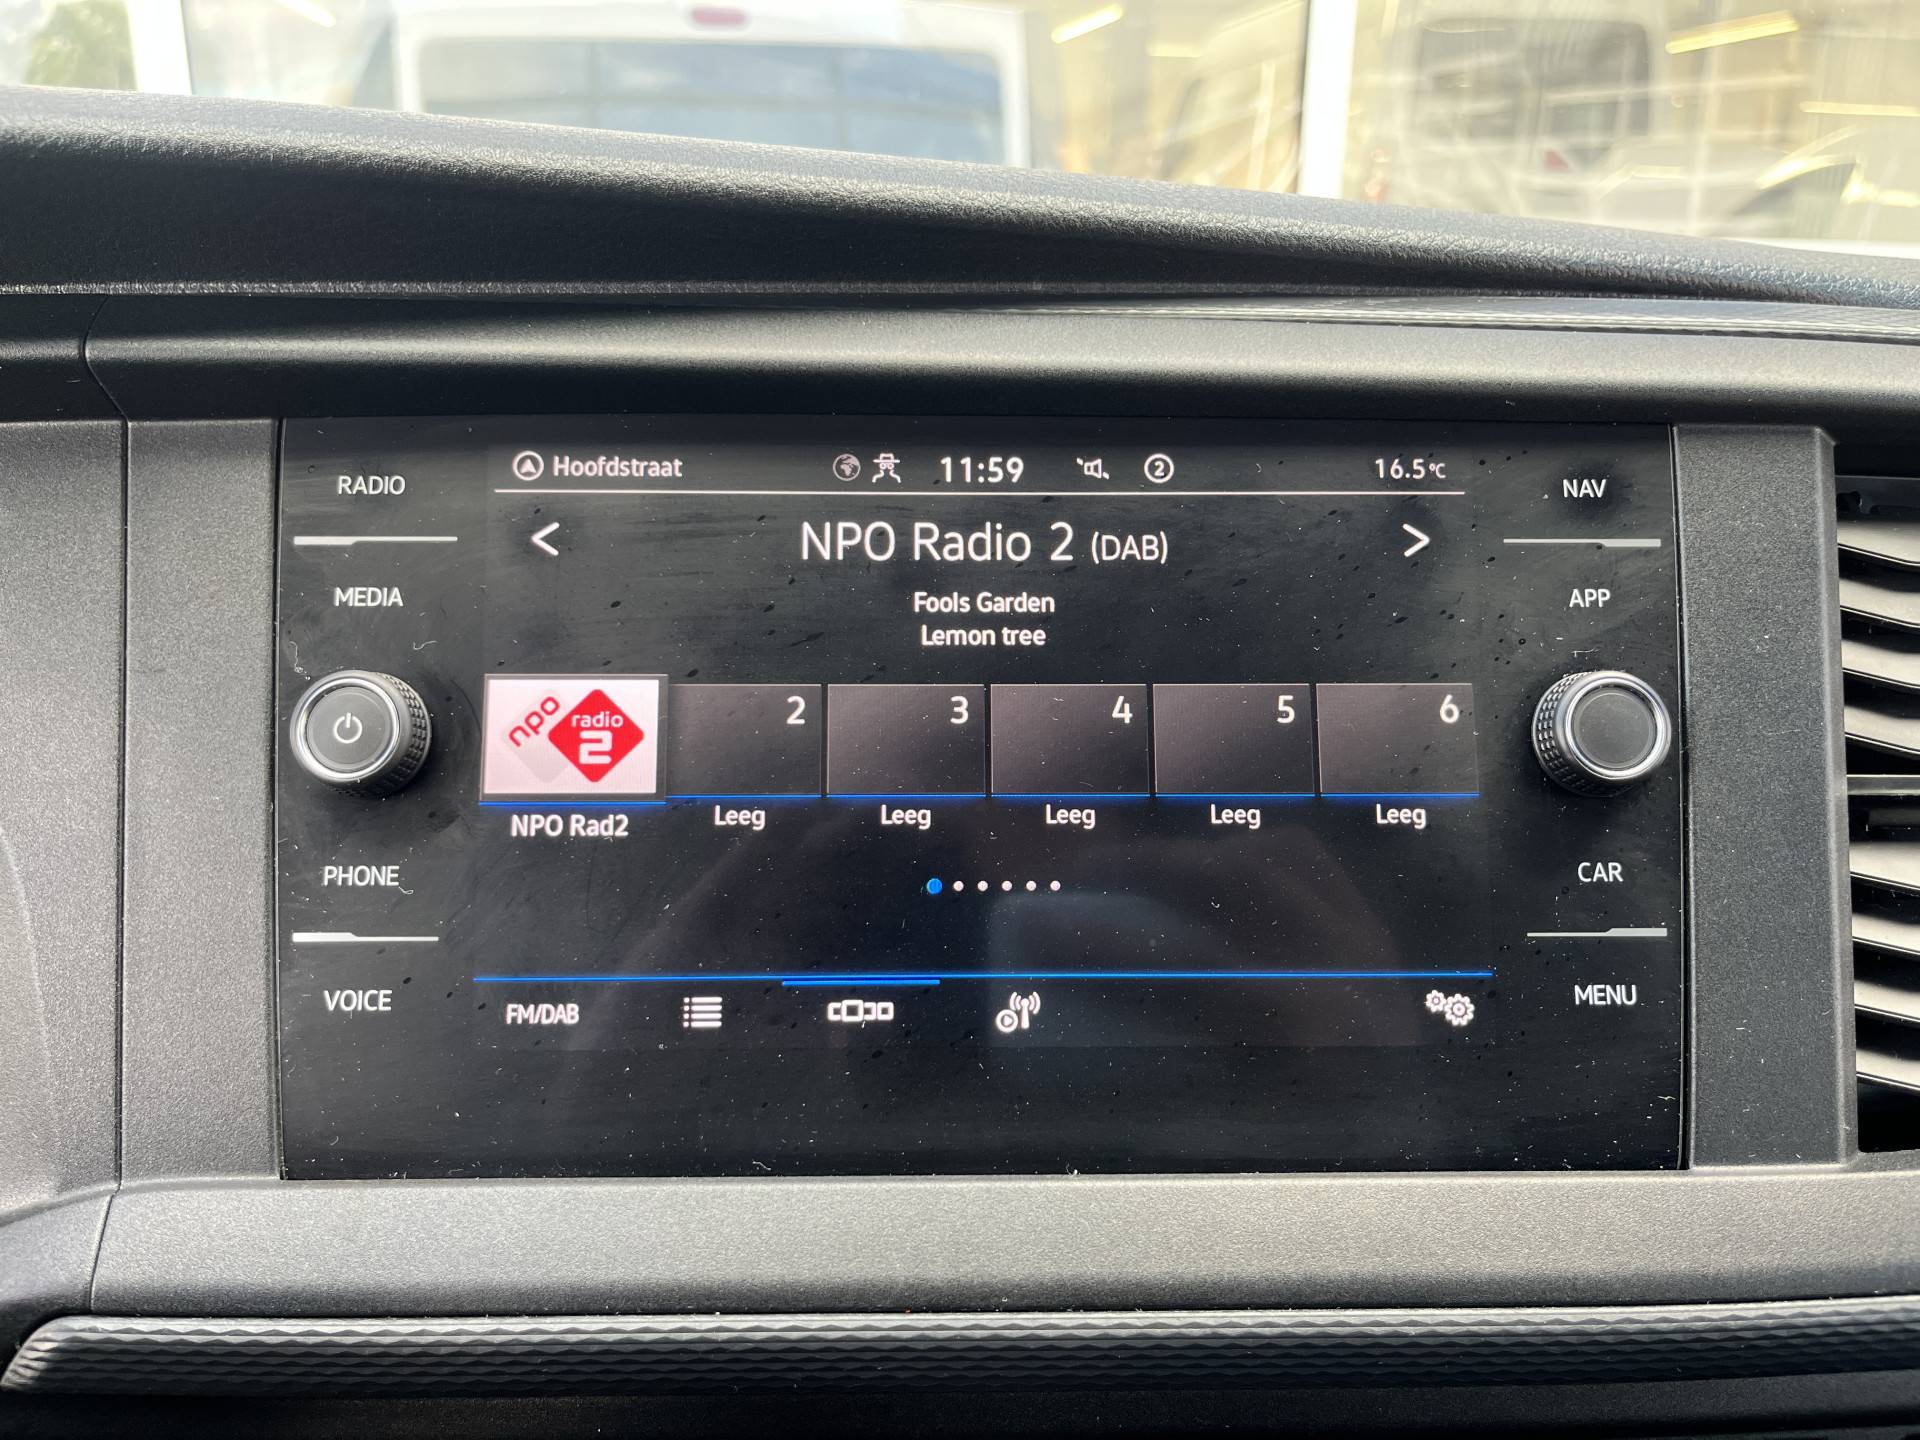 RADIO
MEDIA
PHONE
VOICE
Hoofdstraat 11:59 2 16.5°C
< NPO Radio 2 (DAB) >
Fools Garden
Lemon tree
npo radio 2
2 3 4 5 6
NPO Rad2 Leeg Leeg Leeg Leeg Leeg
FM/DAB
NAV
APP
CAR
MENU